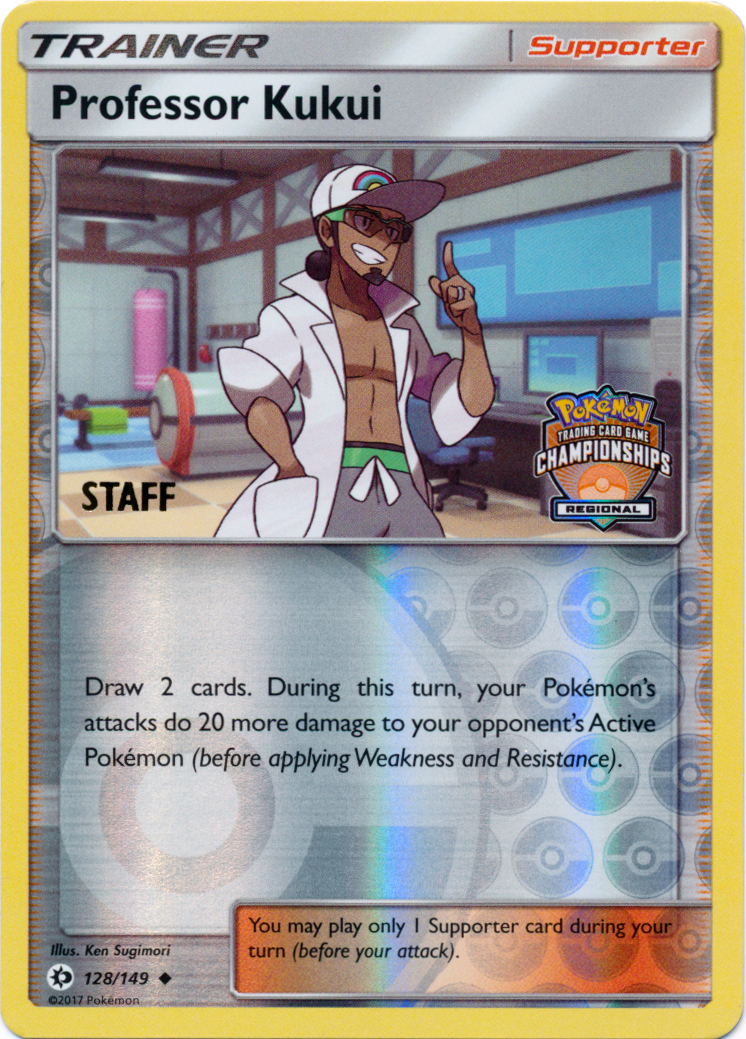 TRAINER
Supporter
Professor Kukui
STAFF
POKéMON
TRADING CARD GAME
CHAMPIONSHIPS
REGIONAL
Draw 2 cards. During this turn, your Pokémon's
attacks do 20 more damage to your opponent's Active
Pokémon (before applying Weakness and Resistance).
You may play only 1 Supporter card during your
turn (before your attack).
Illus. Ken Sugimori
128/149 ◆
©2017 Pokémon